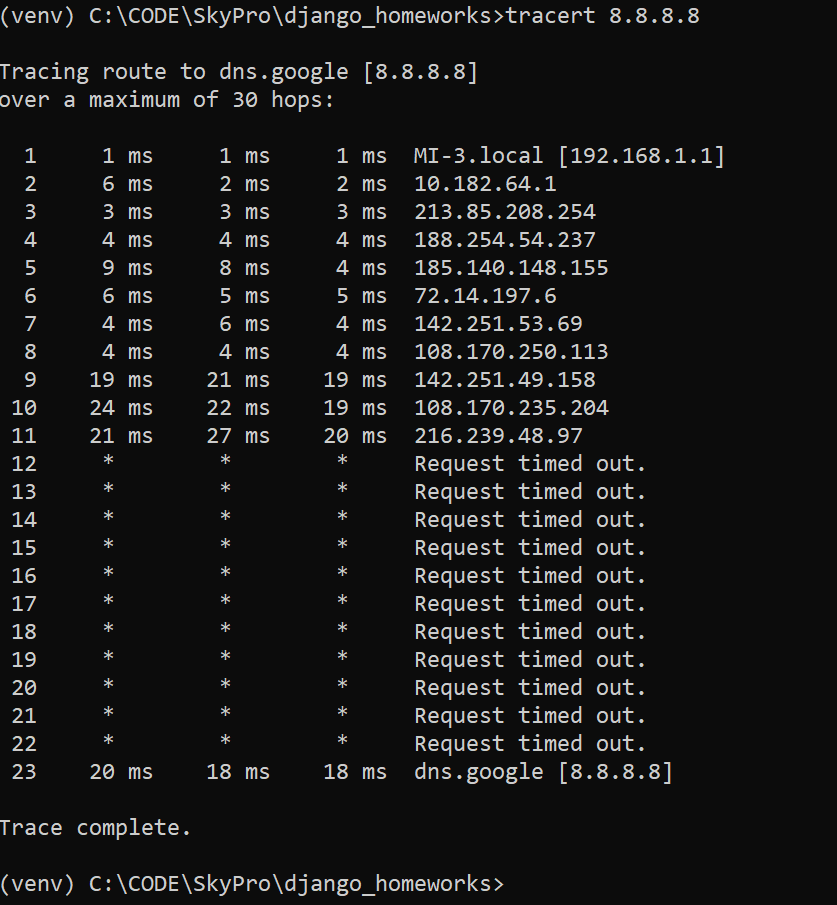 (venv) C:\CODE\SkyPro\django_homeworks>tracert 8.8.8.8
Tracing route to dns.google [8.8.8.8]
over a maximum of 30 hops:
1 1 ms 1 ms 1 ms MI-3.local [192.168.1.1]
2 6 ms 2 ms 2 ms 10.182.64.1
3 3 ms 3 ms 3 ms 213.85.208.254
4 4 ms 4 ms 4 ms 188.254.54.237
5 9 ms 8 ms 4 ms 185.140.148.155
6 6 ms 5 ms 5 ms 72.14.197.6
7 4 ms 6 ms 4 ms 142.251.53.69
8 4 ms 4 ms 4 ms 108.170.250.113
9 19 ms 21 ms 19 ms 142.251.49.158
10 24 ms 22 ms 19 ms 108.170.235.204
11 21 ms 27 ms 20 ms 216.239.48.97
12 * * * Request timed out.
13 * * * Request timed out.
14 * * * Request timed out.
15 * * * Request timed out.
16 * * * Request timed out.
17 * * * Request timed out.
18 * * * Request timed out.
19 * * * Request timed out.
20 * * * Request timed out.
21 * * * Request timed out.
22 * * * Request timed out.
23 20 ms 18 ms 18 ms dns.google [8.8.8.8]
Trace complete.
(venv) C:\CODE\SkyPro\django_homeworks>